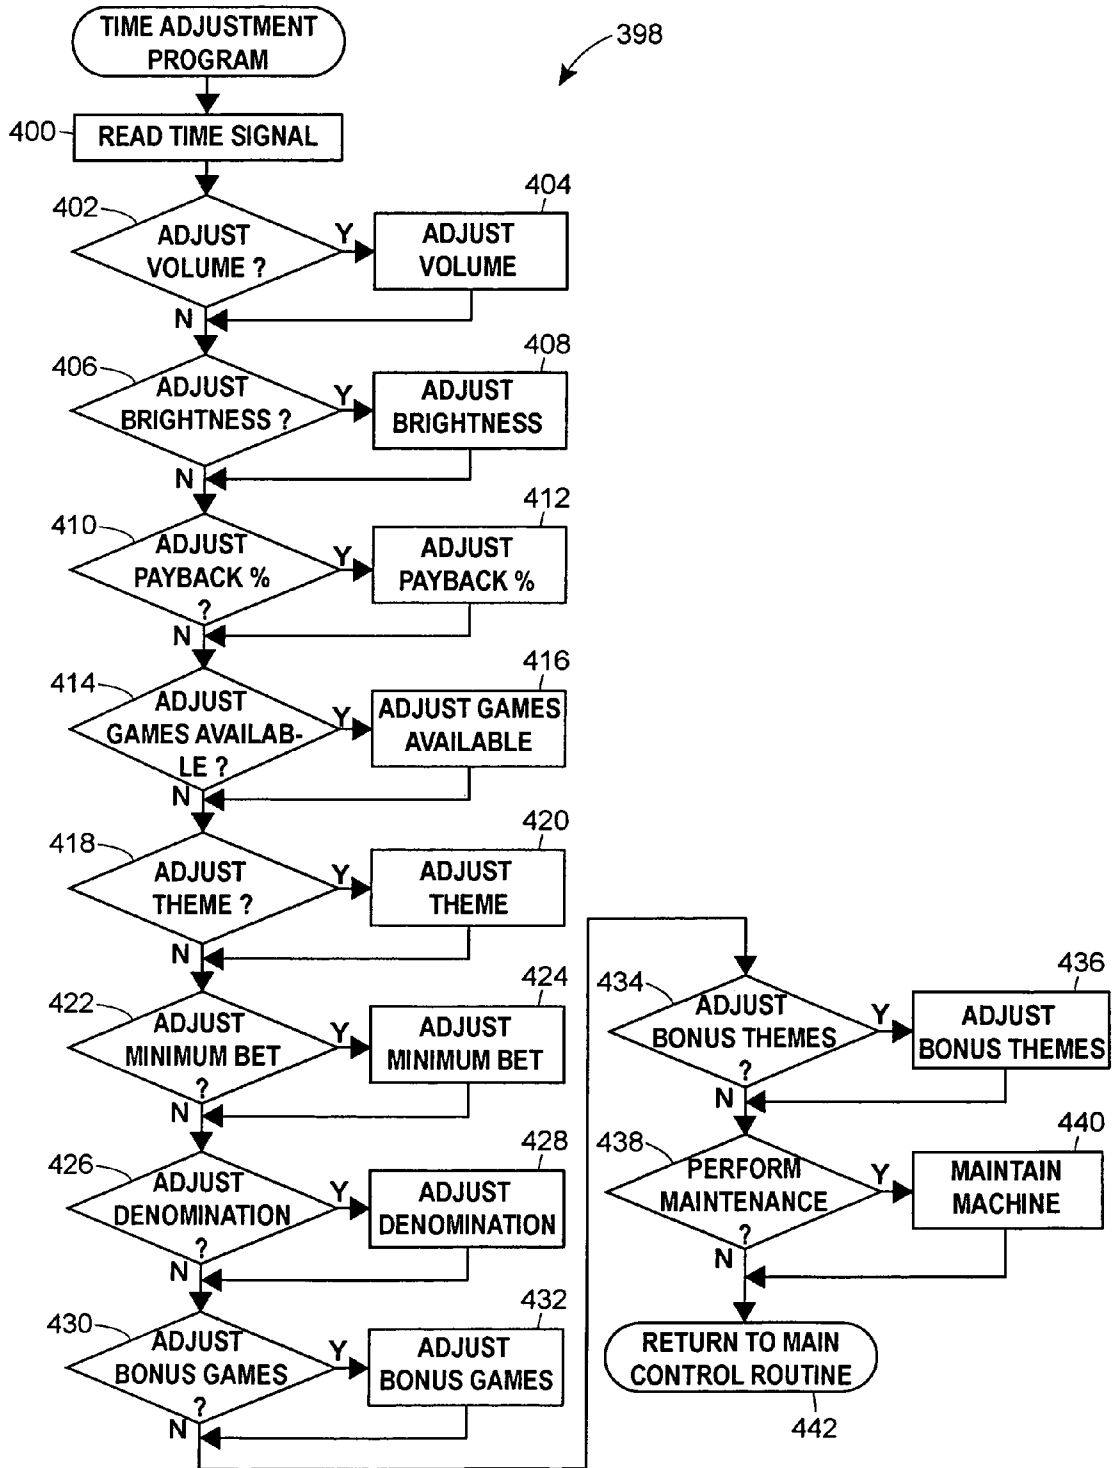 TIME ADJUSTMENT
PROGRAM
398
400
READ TIME SIGNAL
402
ADJUST
VOLUME ?
Y
404
ADJUST
VOLUME
N
406
ADJUST
BRIGHTNESS ?
Y
408
ADJUST
BRIGHTNESS
N
410
ADJUST
PAYBACK %
?
Y
412
ADJUST
PAYBACK %
N
414
ADJUST
GAMES AVAILAB-
LE ?
Y
416
ADJUST GAMES
AVAILABLE
N
418
ADJUST
THEME ?
Y
420
ADJUST
THEME
N
422
ADJUST
MINIMUM BET
?
Y
424
ADJUST
MINIMUM BET
N
426
ADJUST
DENOMINATION
?
Y
428
ADJUST
DENOMINATION
N
430
ADJUST
BONUS GAMES
?
Y
432
ADJUST
BONUS GAMES
N
434
ADJUST
BONUS THEMES
?
Y
436
ADJUST
BONUS THEMES
N
438
PERFORM
MAINTENANCE
?
Y
440
MAINTAIN
MACHINE
N
RETURN TO MAIN
CONTROL ROUTINE
442